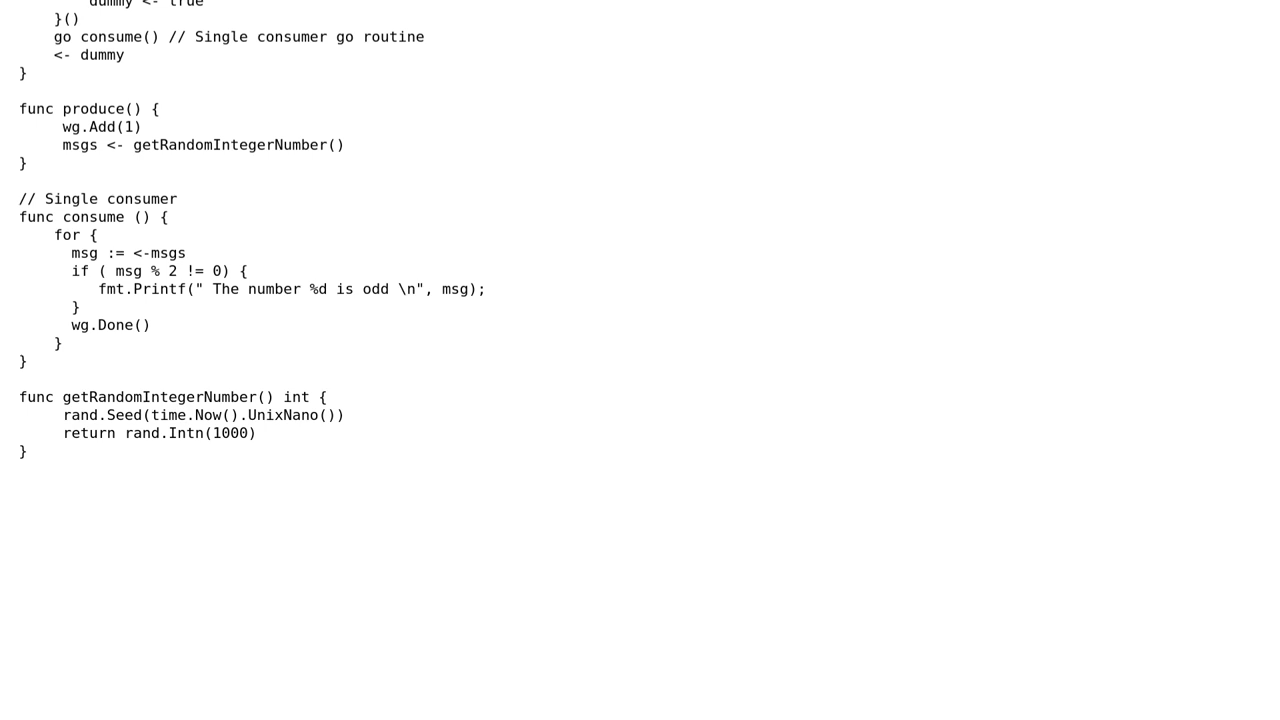 dummy <- true
    }()
    go consume() // Single consumer go routine
    <- dummy
}

func produce() {
     wg.Add(1)
     msgs <- getRandomIntegerNumber()
}

// Single consumer
func consume () {
    for {
      msg := <-msgs
      if ( msg % 2 != 0) {
         fmt.Printf(" The number %d is odd \n", msg);
      }
      wg.Done()
    }
}

func getRandomIntegerNumber() int {
     rand.Seed(time.Now().UnixNano())
     return rand.Intn(1000)
}